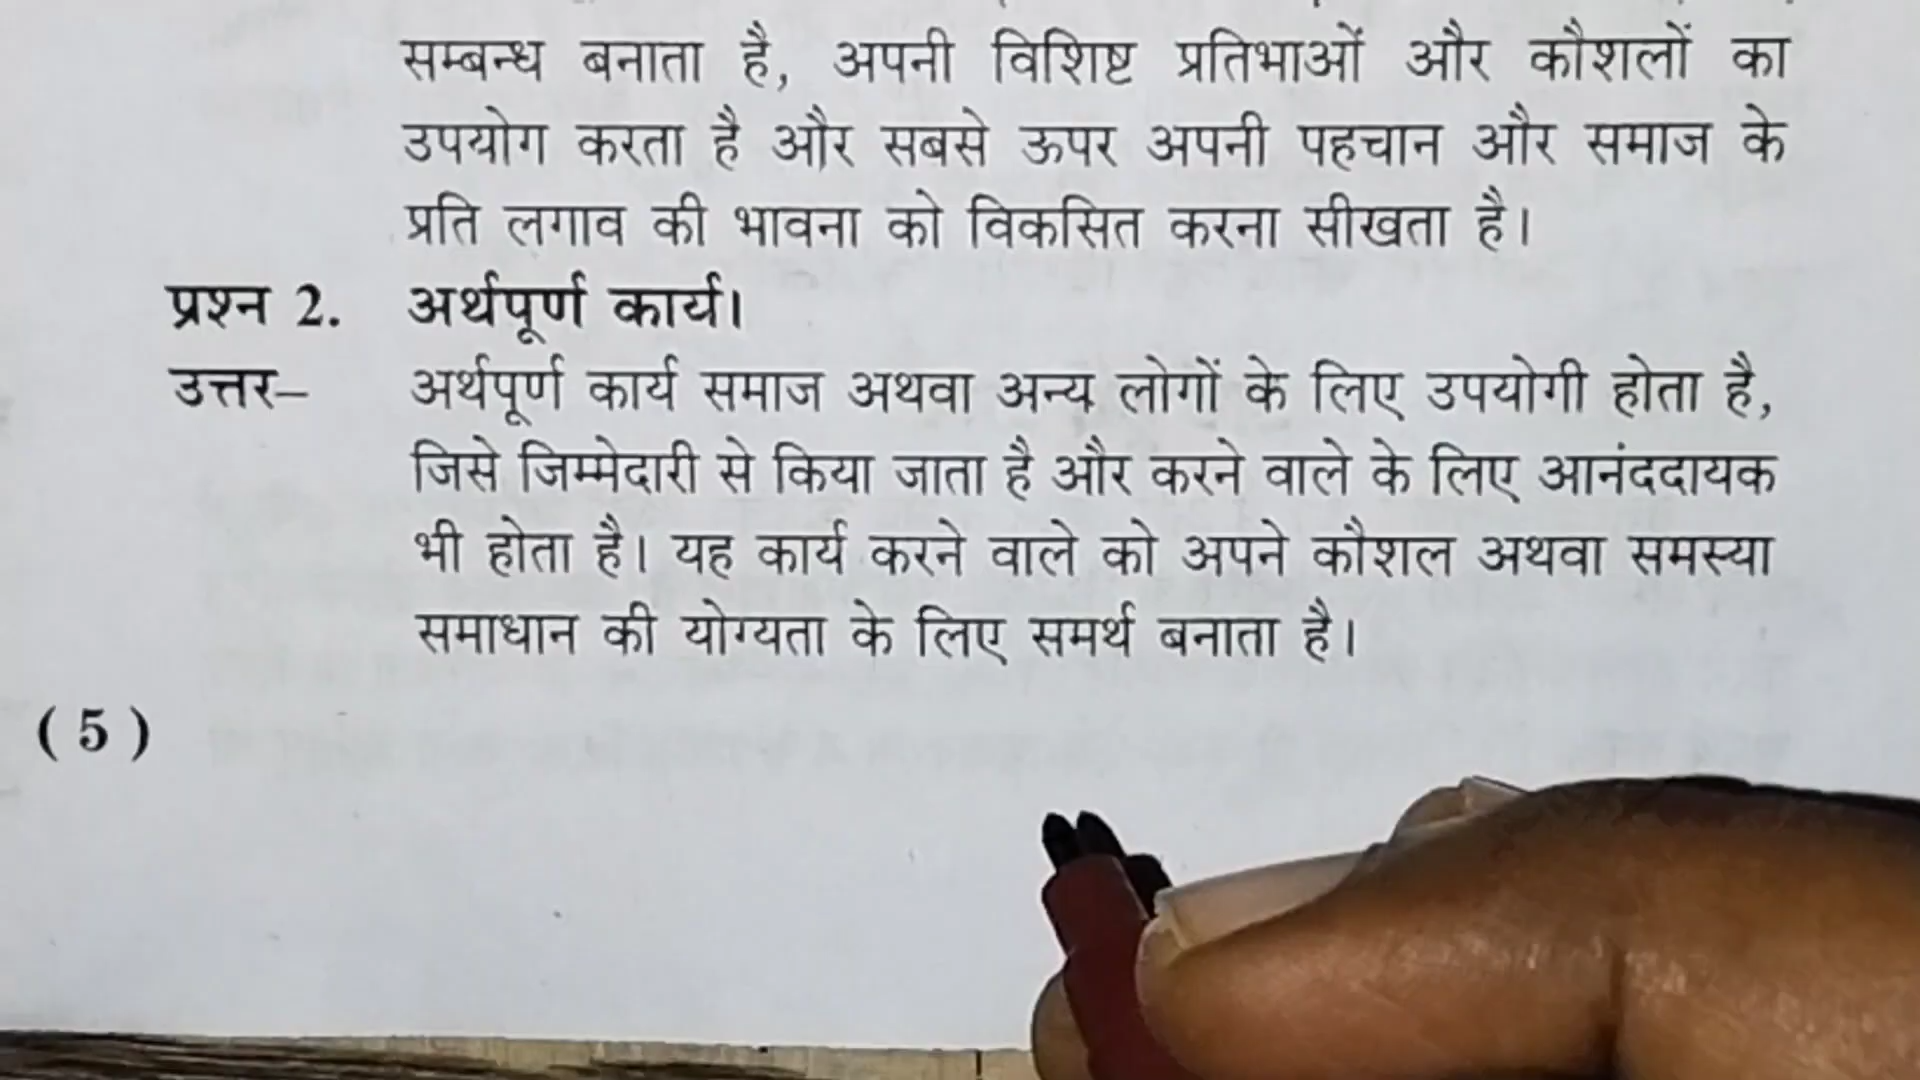 सम्बन्ध बनाता है, अपनी विशिष्ट प्रतिभाओं और कौशलों का
उपयोग करता है और सबसे ऊपर अपनी पहचान और समाज के
प्रति लगाव की भावना को विकसित करना सीखता है।
प्रश्न 2. अर्थपूर्ण कार्य।
उत्तर– अर्थपूर्ण कार्य समाज अथवा अन्य लोगों के लिए उपयोगी होता है,
जिसे जिम्मेदारी से किया जाता है और करने वाले के लिए आनंददायक
भी होता है। यह कार्य करने वाले को अपने कौशल अथवा समस्या
समाधान की योग्यता के लिए समर्थ बनाता है।
( 5 )